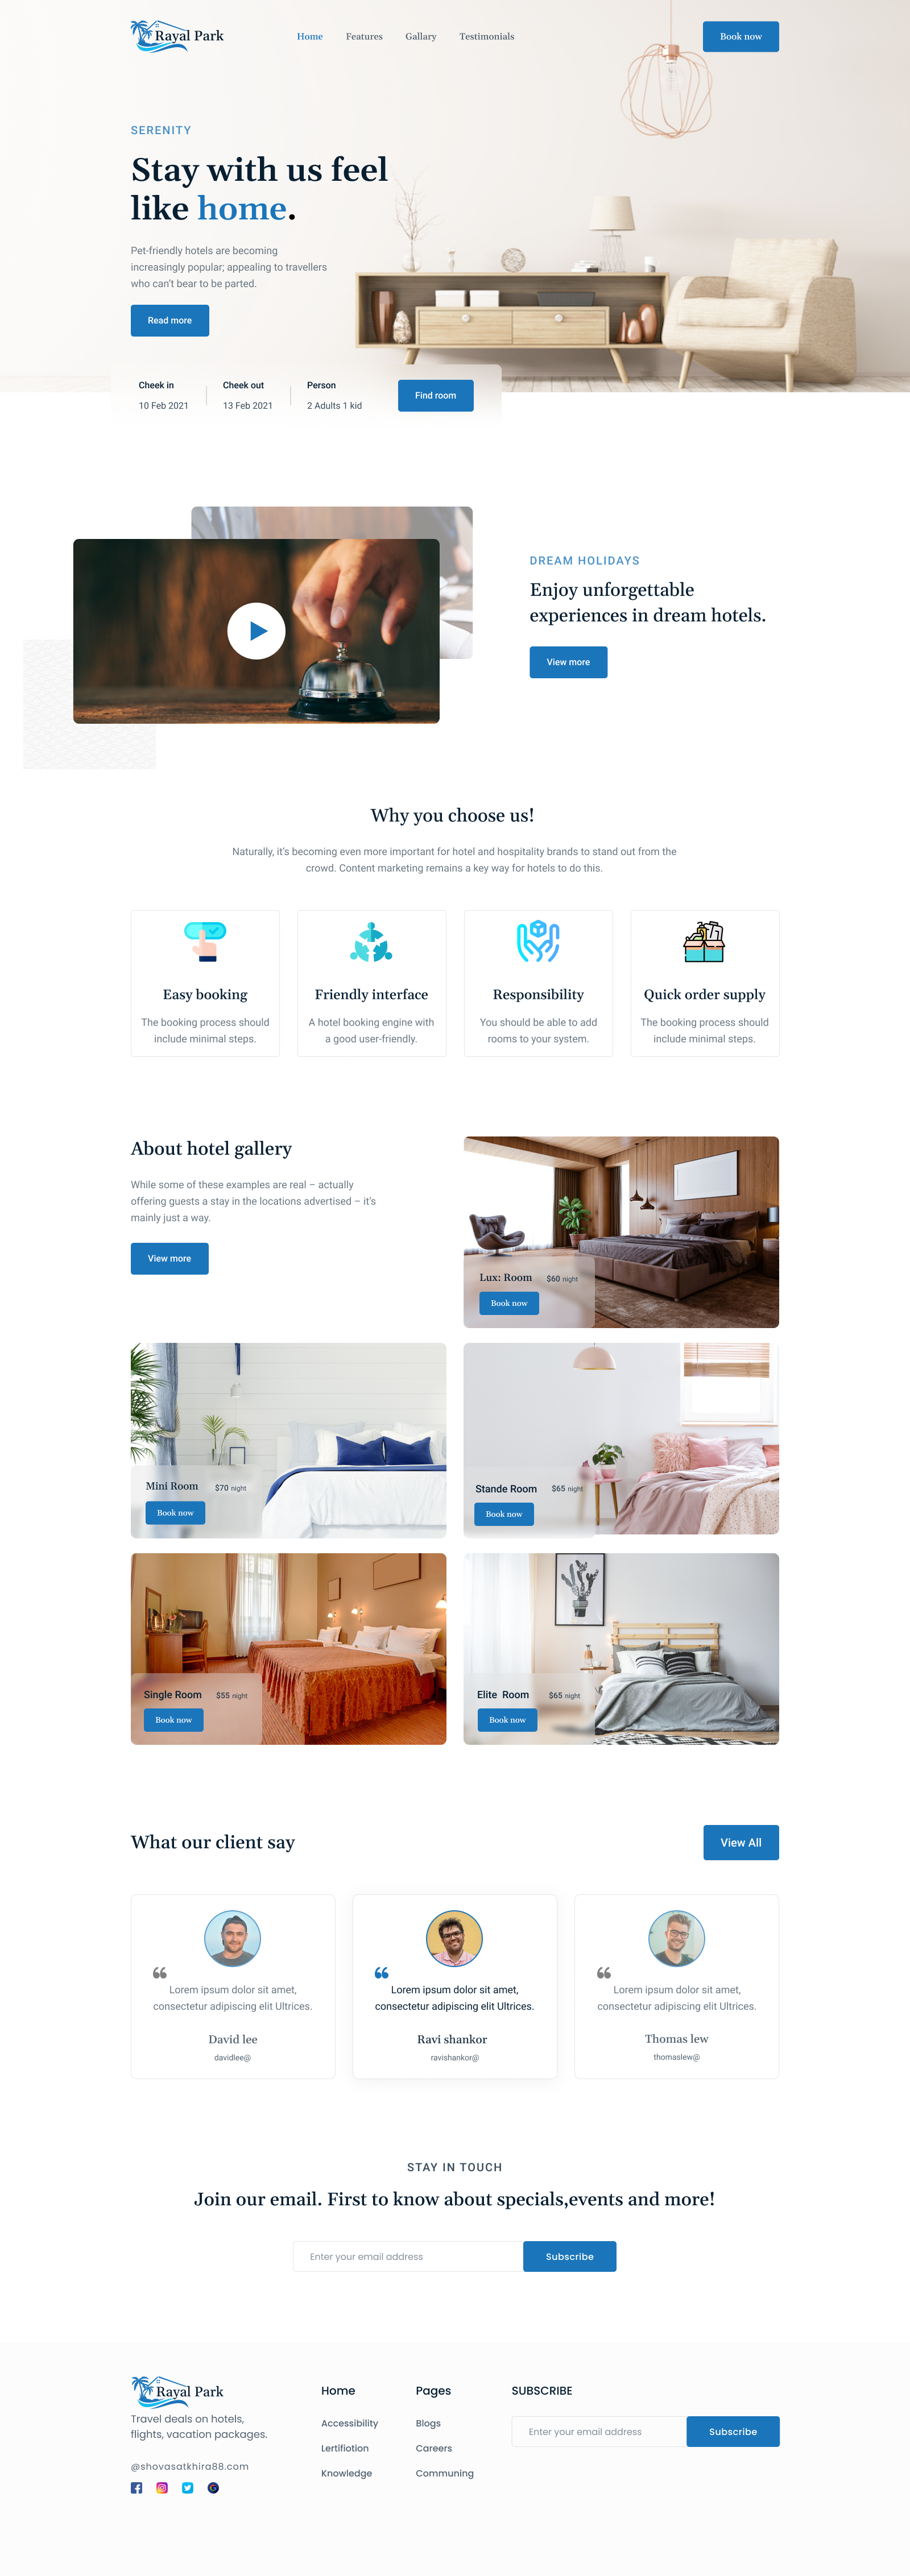 Rayal Park
Home
Features
Gallary
Testimonials
Book now
SERENITY
Stay with us feel
like home.
Pet-friendly hotels are becoming
increasingly popular; appealing to travellers
who can't bear to be parted.
Read more
Cheek in
10 Feb 2021
Cheek out
13 Feb 2021
Person
2 Adults 1 kid
Find room
DREAM HOLIDAYS
Enjoy unforgettable
experiences in dream hotels.
View more
Why you choose us!
Naturally, it's becoming even more important for hotel and hospitality brands to stand out from the
crowd. Content marketing remains a key way for hotels to do this.
Easy booking
The booking process should
include minimal steps.
Friendly interface
A hotel booking engine with
a good user-friendly.
Responsibility
You should be able to add
rooms to your system.
Quick order supply
The booking process should
include minimal steps.
About hotel gallery
While some of these examples are real – actually
offering guests a stay in the locations advertised – it's
mainly just a way.
View more
Lux: Room
$60 night
Book now
Mini Room
$70 night
Book now
Stande Room
$65 night
Book now
Single Room
$55 night
Book now
Elite Room
$65 night
Book now
What our client say
View All
Lorem ipsum dolor sit amet,
consectetur adipiscing elit Ultrices.
David lee
davidlee@
Lorem ipsum dolor sit amet,
consectetur adipiscing elit Ultrices.
Ravi shankor
ravishankor@
Lorem ipsum dolor sit amet,
consectetur adipiscing elit Ultrices.
Thomas lew
thomaslew@
STAY IN TOUCH
Join our email. First to know about specials,events and more!
Enter your email address
Subscribe
Rayal Park
Travel deals on hotels,
flights, vacation packages.
@shovasatkhira88.com
Home
Accessibility
Lertifiotion
Knowledge
Pages
Blogs
Careers
Communing
SUBSCRIBE
Enter your email address
Subscribe